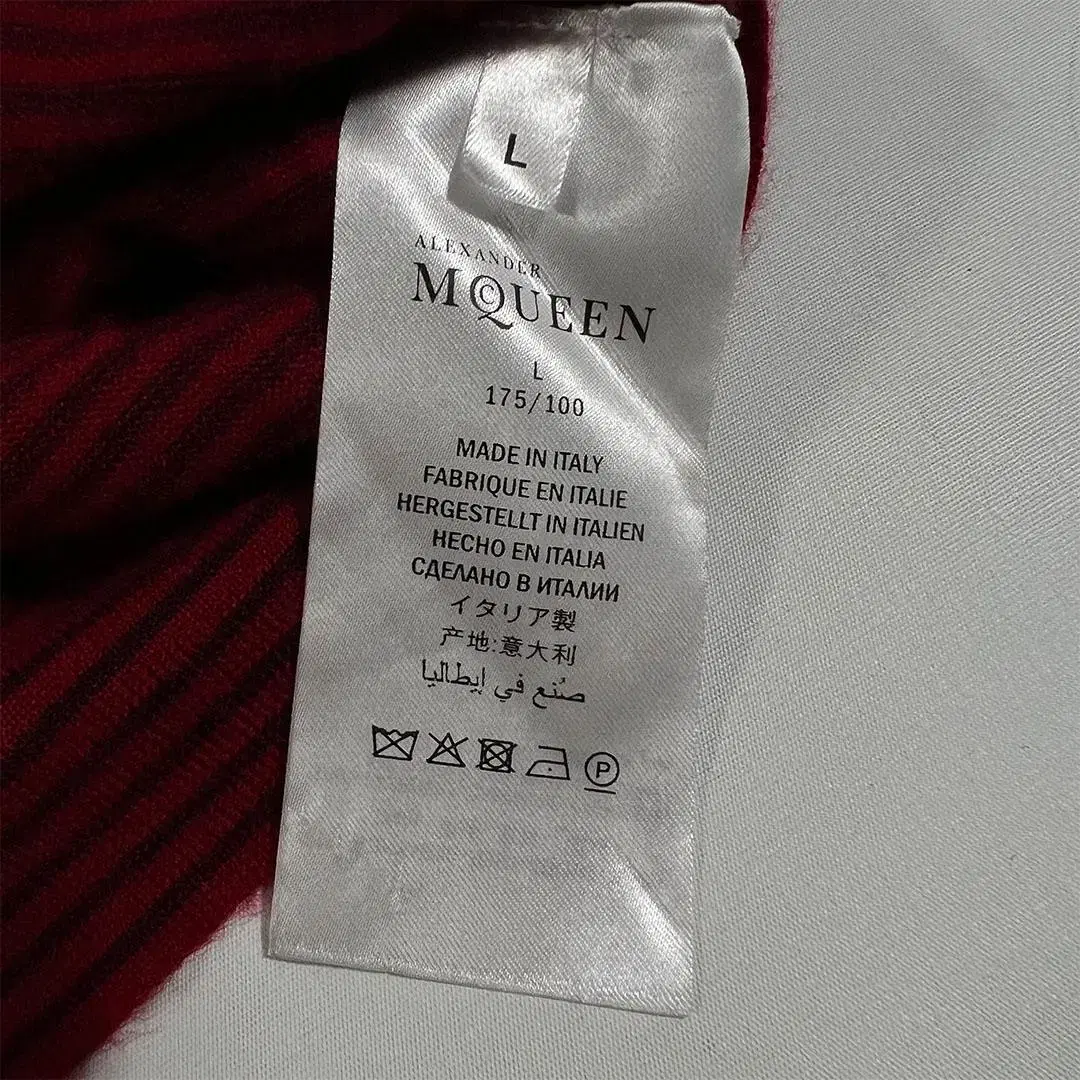 L
ALEXANDER
MCQUEEN
L
175/100
MADE IN ITALY
FABRIQUE EN ITALIE
HERGESTELLT IN ITALIEN
HECHO EN ITALIA
СДЕЛАНО В ИТАЛИИ
イタリア製
产地:意大利
صُنع في إيطاليا
P